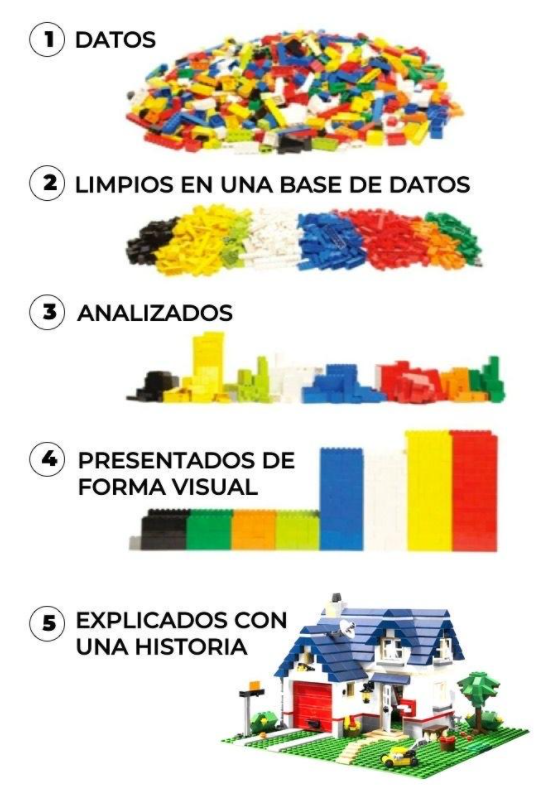 1 DATOS
2 LIMPIOS EN UNA BASE DE DATOS
3 ANALIZADOS
4 PRESENTADOS DE
FORMA VISUAL
5 EXPLICADOS CON
UNA HISTORIA